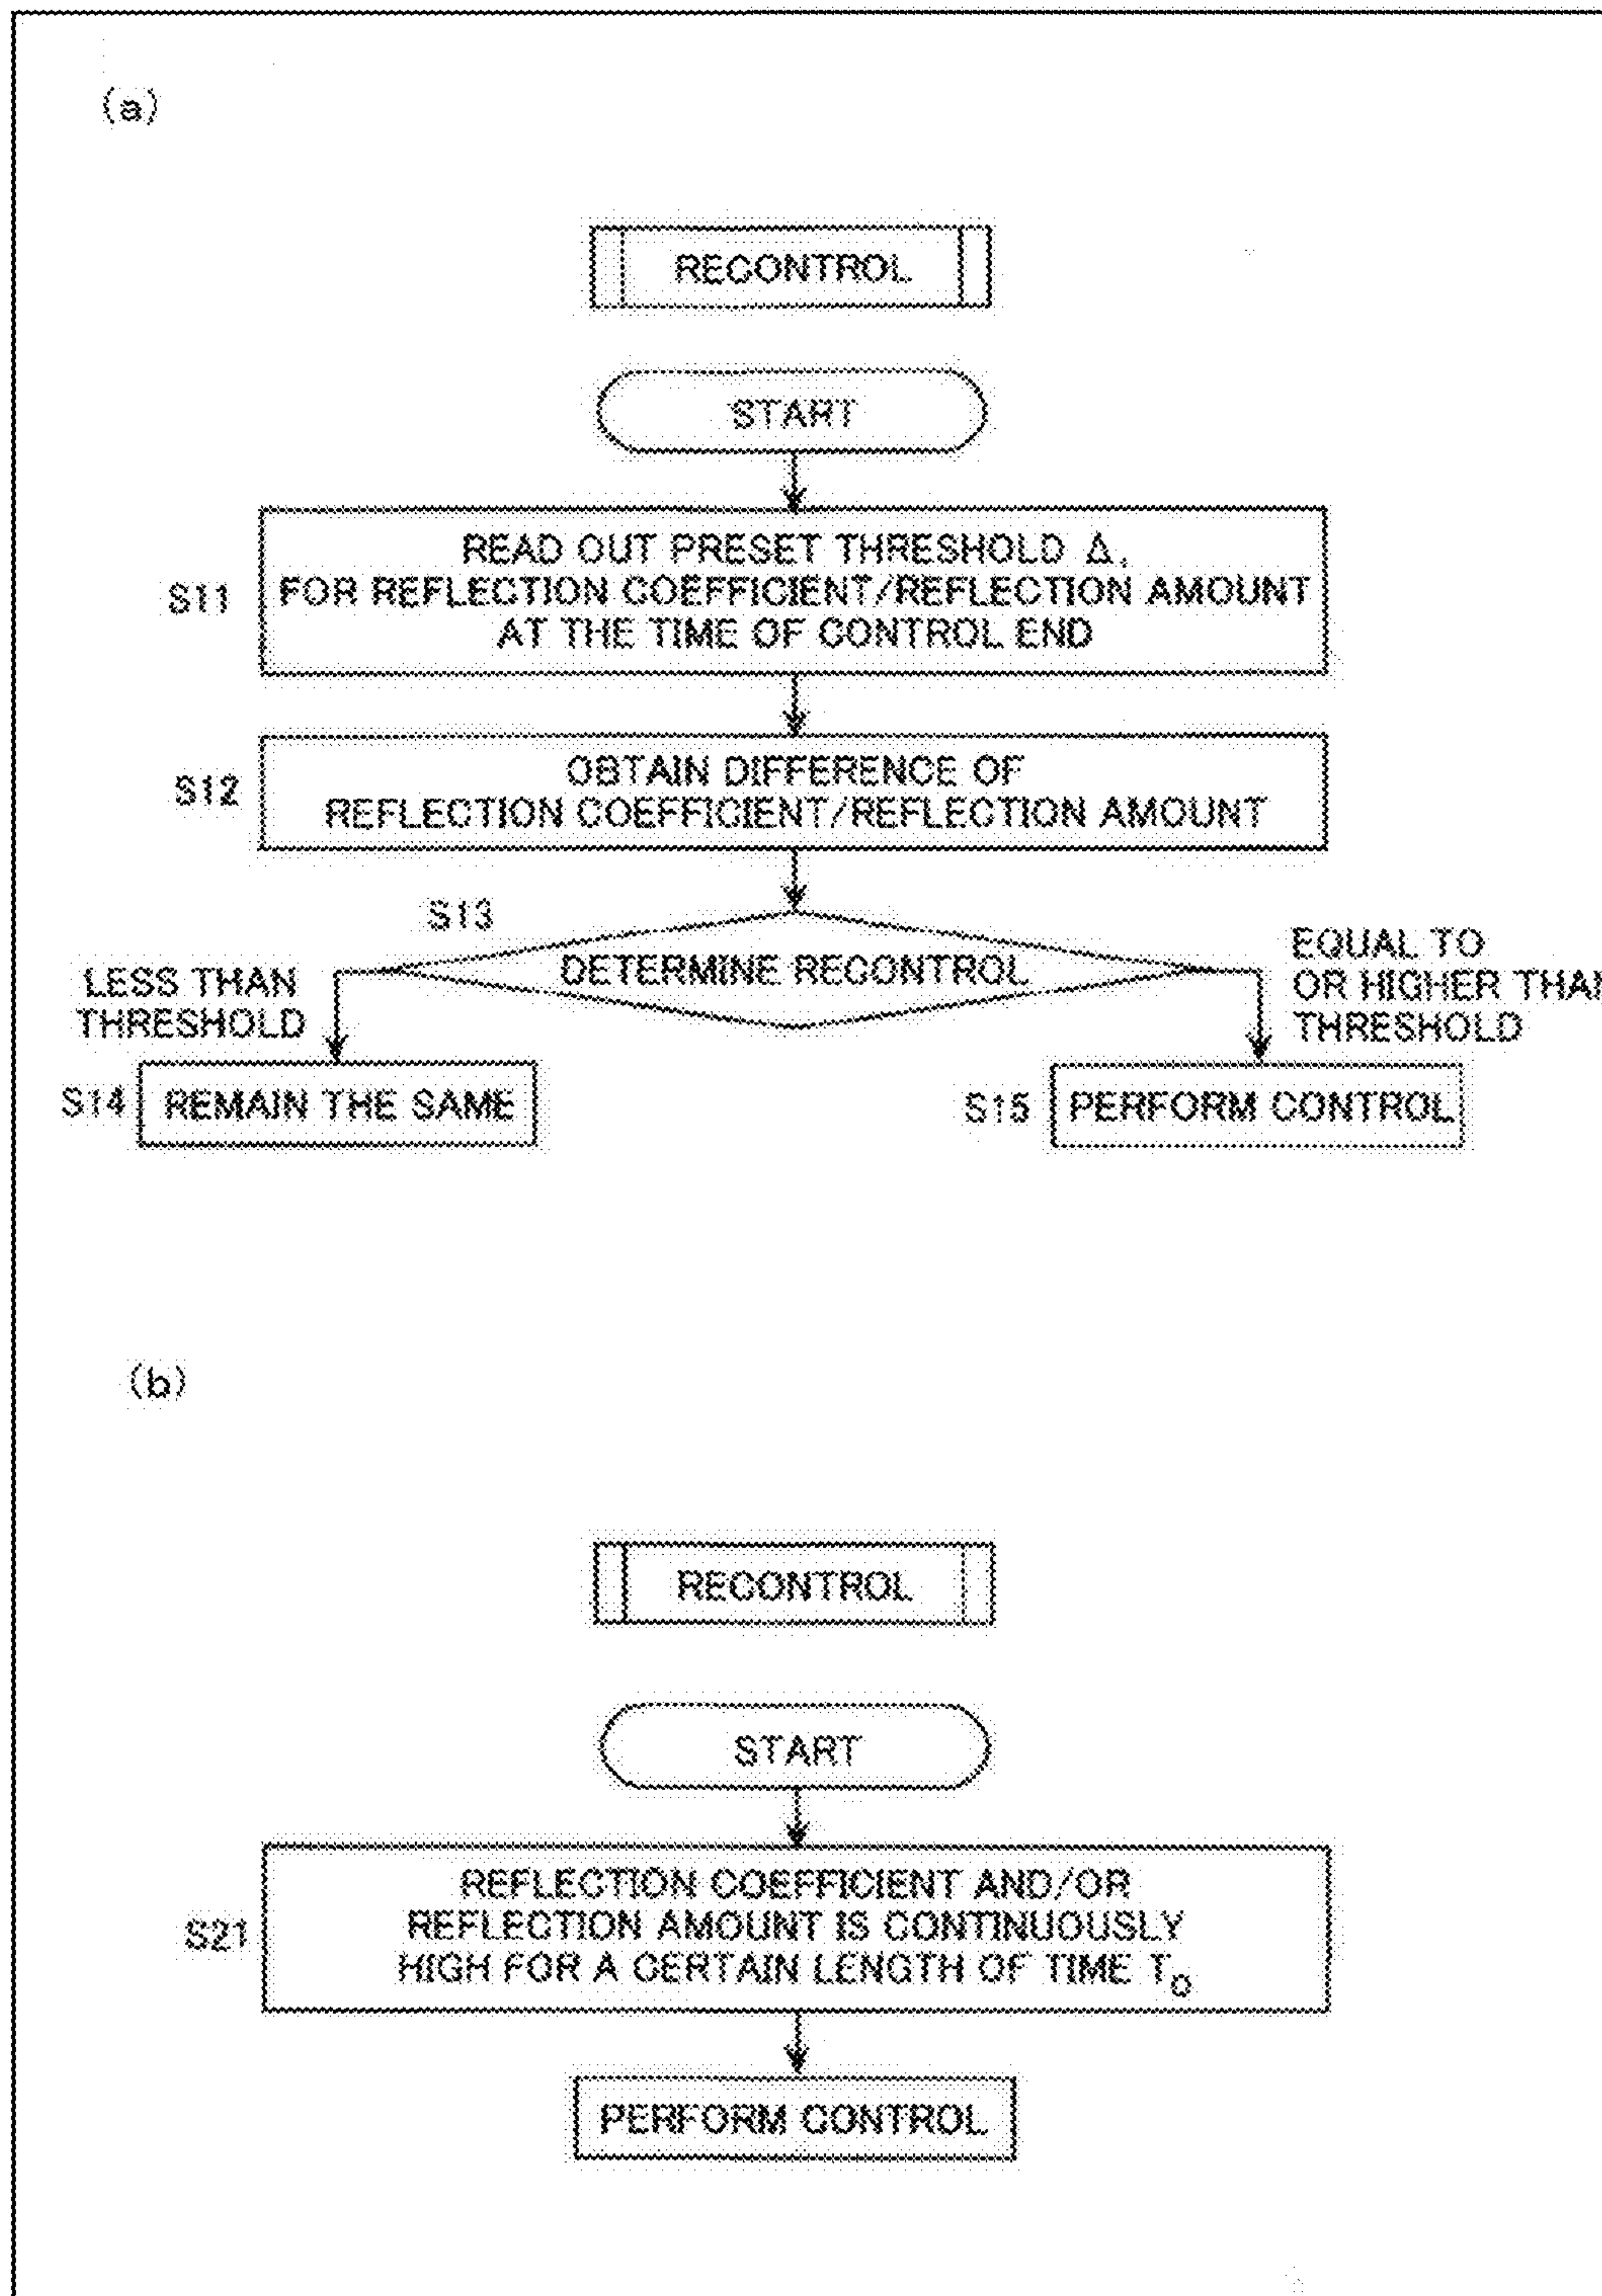 (a)
RECONTROL
START
S11
READ OUT PRESET THRESHOLD Δ,
FOR REFLECTION COEFFICIENT/REFLECTION AMOUNT
AT THE TIME OF CONTROL END
S12
OBTAIN DIFFERENCE OF
REFLECTION COEFFICIENT/REFLECTION AMOUNT
S13
DETERMINE RECONTROL
LESS THAN
THRESHOLD
EQUAL TO
OR HIGHER THAN
THRESHOLD
S14
REMAIN THE SAME
S15
PERFORM CONTROL
(b)
RECONTROL
START
S21
REFLECTION COEFFICIENT AND/OR
REFLECTION AMOUNT IS CONTINUOUSLY
HIGH FOR A CERTAIN LENGTH OF TIME T₀
PERFORM CONTROL